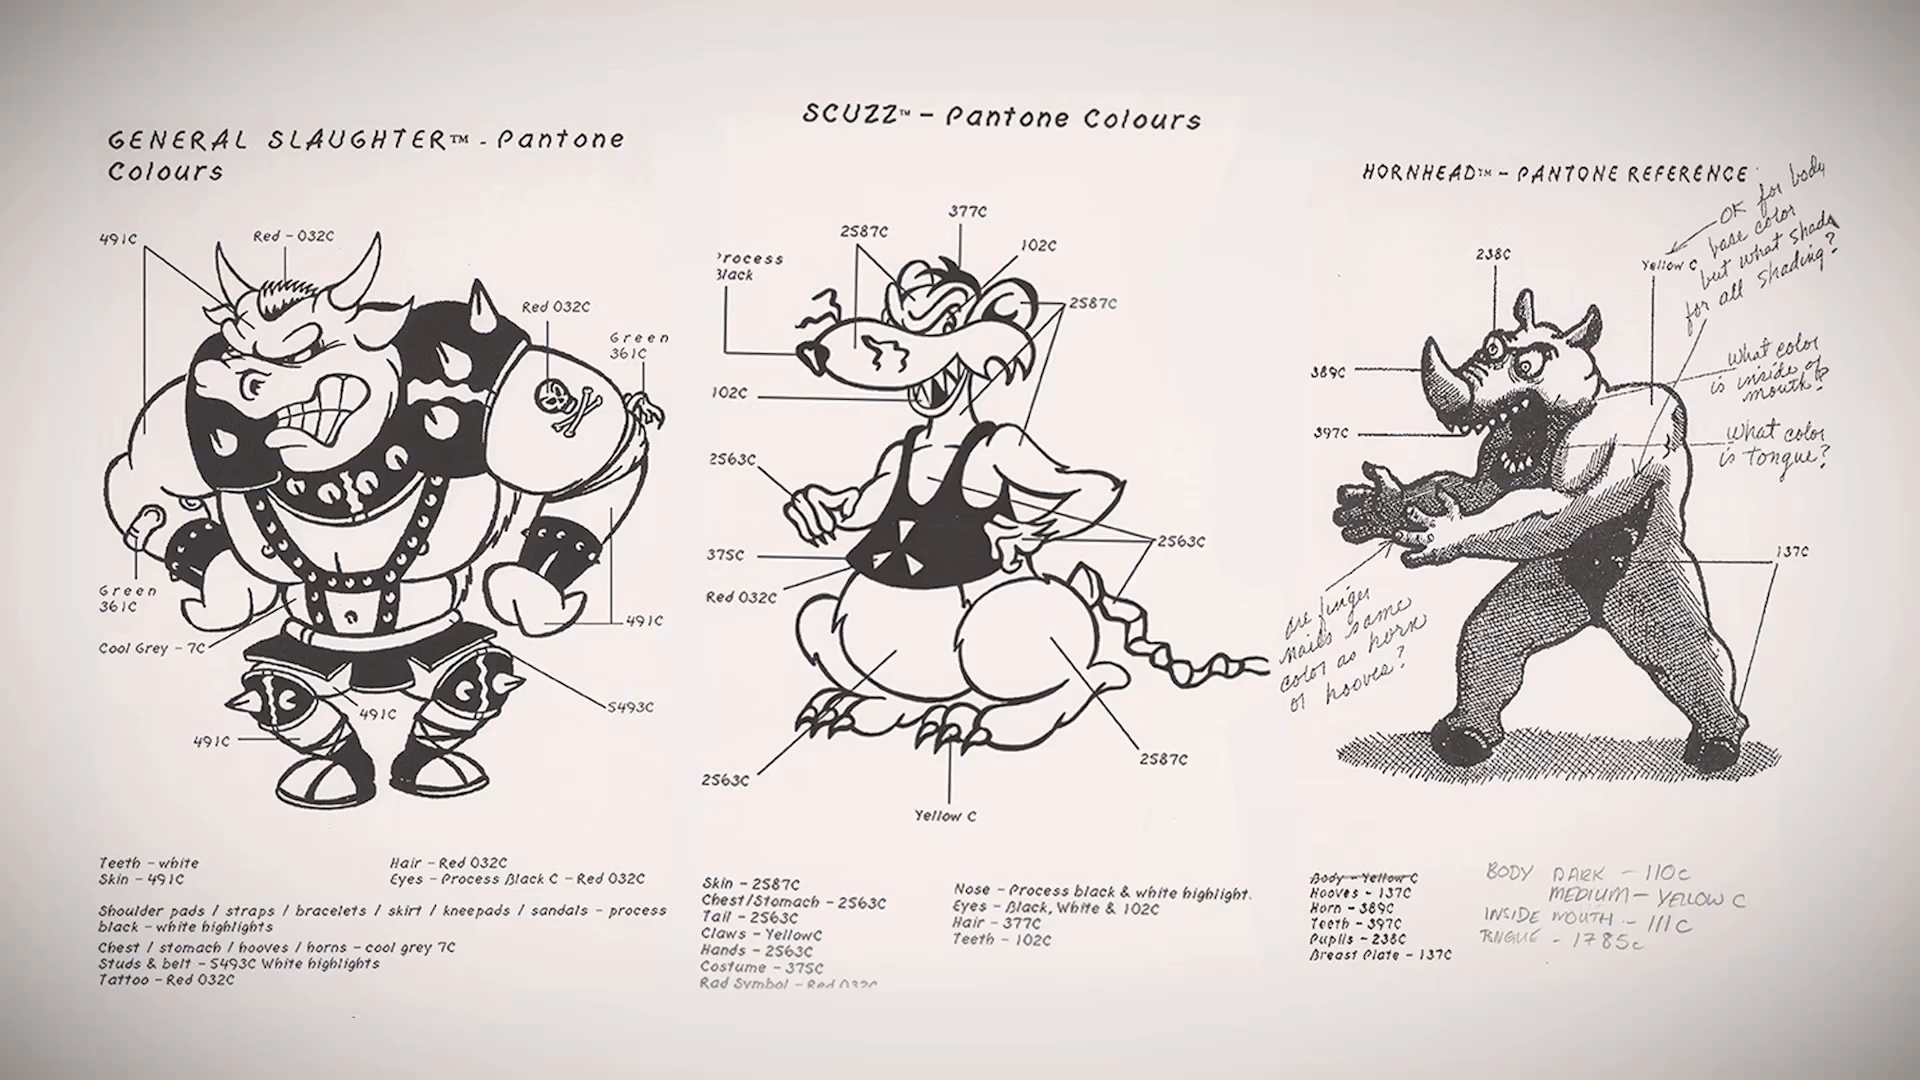 GENERAL SLAUGHTER™ - Pantone
Colours
491C
Red - 032C
Red 032C
Green
361C
Green
361C
Cool Grey - 7C
491C
491C
491C
S493C
Teeth - white
Skin - 491C
Hair - Red 032C
Eyes - Process Black C - Red 032C
Shoulder pads / straps / bracelets / skirt / kneepads / sandals - process
black - white highlights
Chest / stomach / hooves / horns - cool grey 7C
Studs & belt - S493C White highlights
Tattoo - Red 032C
SCUZZ™ - Pantone Colours
377C
2587C
102C
rocess
Black
2587C
102C
2563C
375C
Red 032C
2563C
2563C
2587C
Yellow C
Skin - 2587C
Chest/Stomach - 2563C
Tail - 2563C
Claws - YellowC
Hands - 2563C
Costume - 375C
Rad Symbol - Red 032C
Nose - Process black & white highlight.
Eyes - Black, White & 102C
Hair - 377C
Teeth - 102C
HORNHEAD™ - PANTONE REFERENCE
OK for body
base color
but what shade
for all shading?
238C
Yellow C
389C
what color
is inside of
mouth?
397C
what color
is tongue?
137C
are finger
nails same
color as horn
or hooves?
Body - Yellow C
Hooves - 137C
Horn - 389C
Teeth - 397C
Pupils - 238C
Breast Plate - 137C
BODY DARK - 110C
MEDIUM - YELLOW C
INSIDE MOUTH - 111C
TONGUE - 1785C